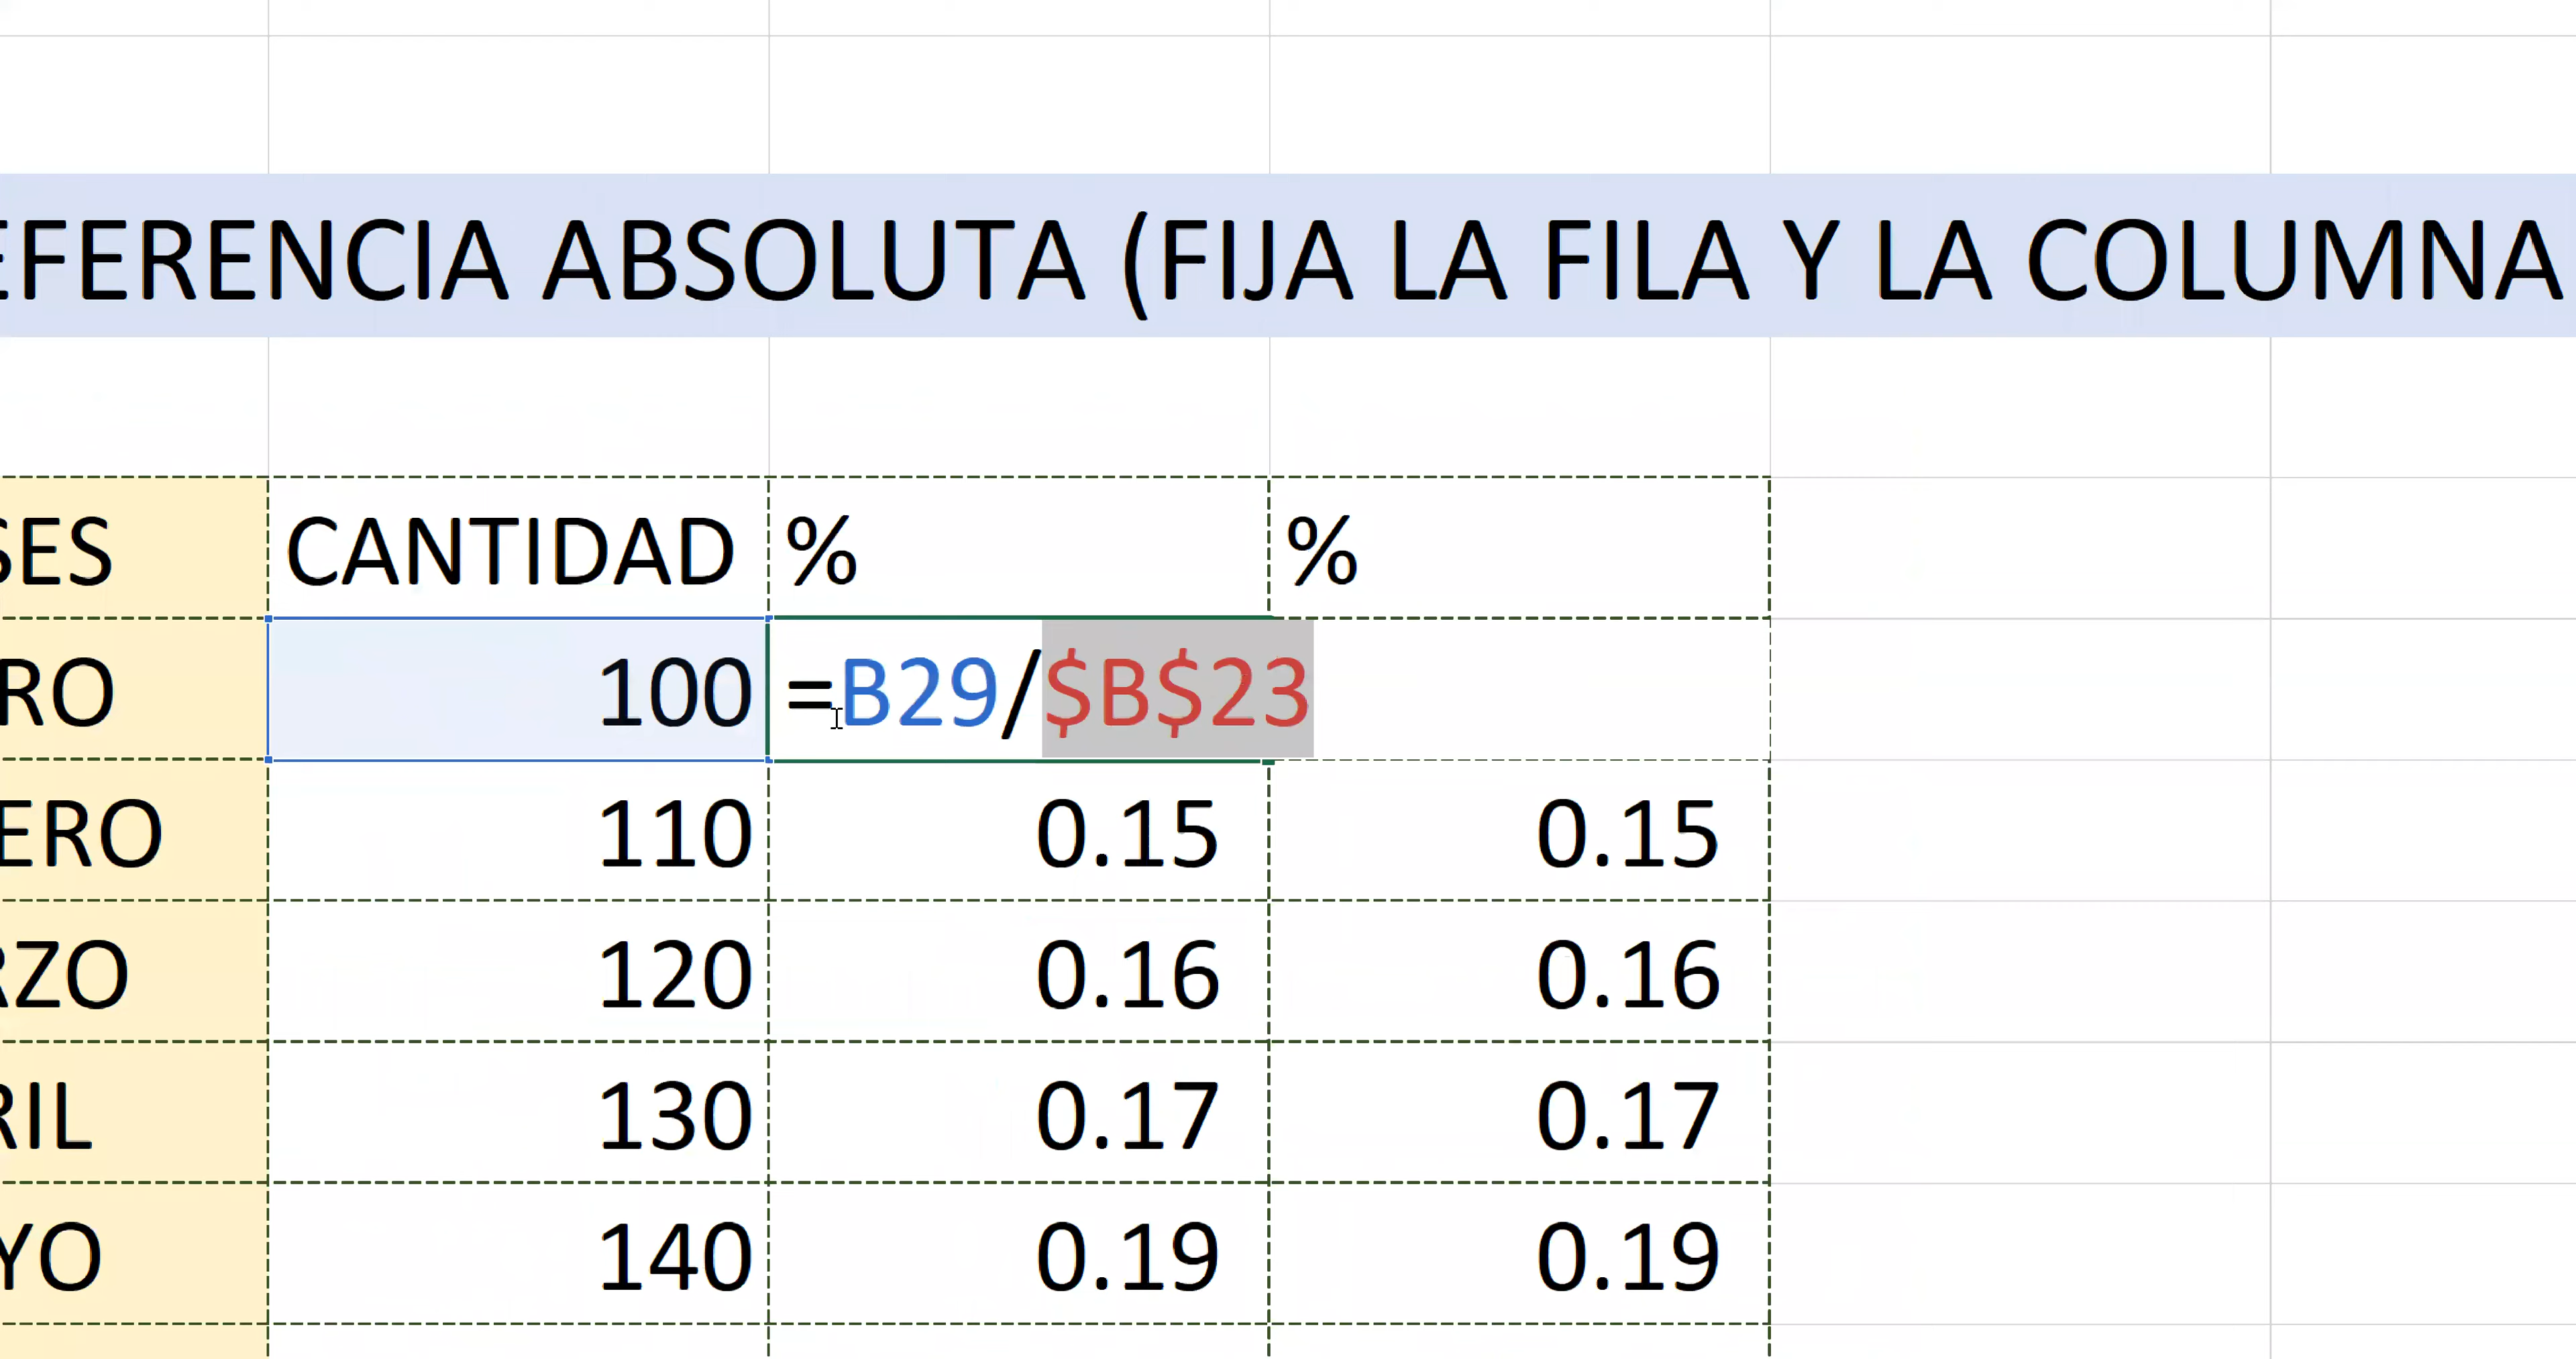 EFERENCIA ABSOLUTA (FIJA LA FILA Y LA COLUMNA
SES CANTIDAD % %
RO 100 =B29/$B$23
ERO 110 0.15 0.15
RZO 120 0.16 0.16
RIL 130 0.17 0.17
YO 140 0.19 0.19